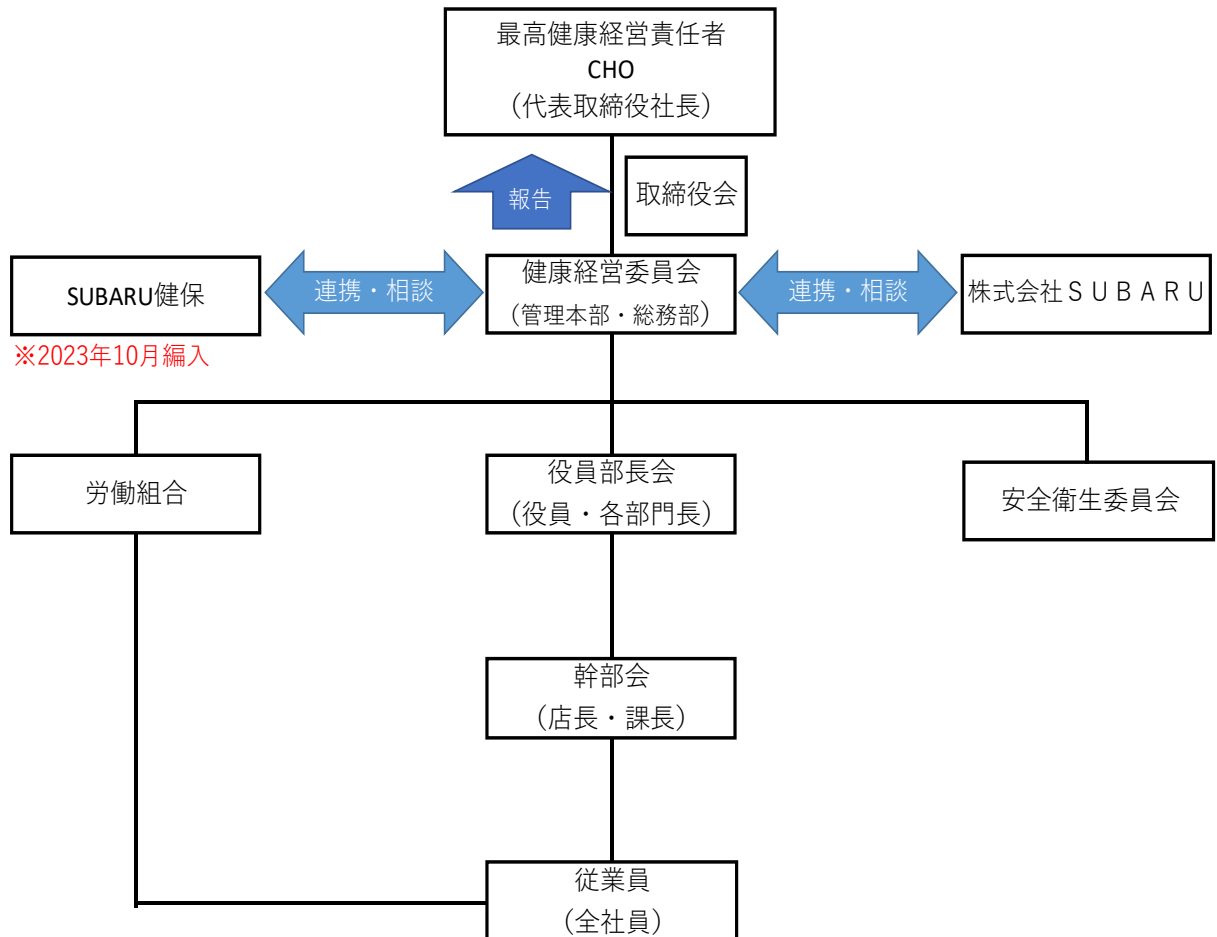 最高健康経営責任者
CHO
（代表取締役社長）
報告
取締役会
SUBARU健保
連携・相談
健康経営委員会
（管理本部・総務部）
連携・相談
株式会社ＳＵＢＡＲＵ
※2023年10月編入
労働組合
役員部長会
（役員・各部門長）
安全衛生委員会
幹部会
（店長・課長）
従業員
（全社員）